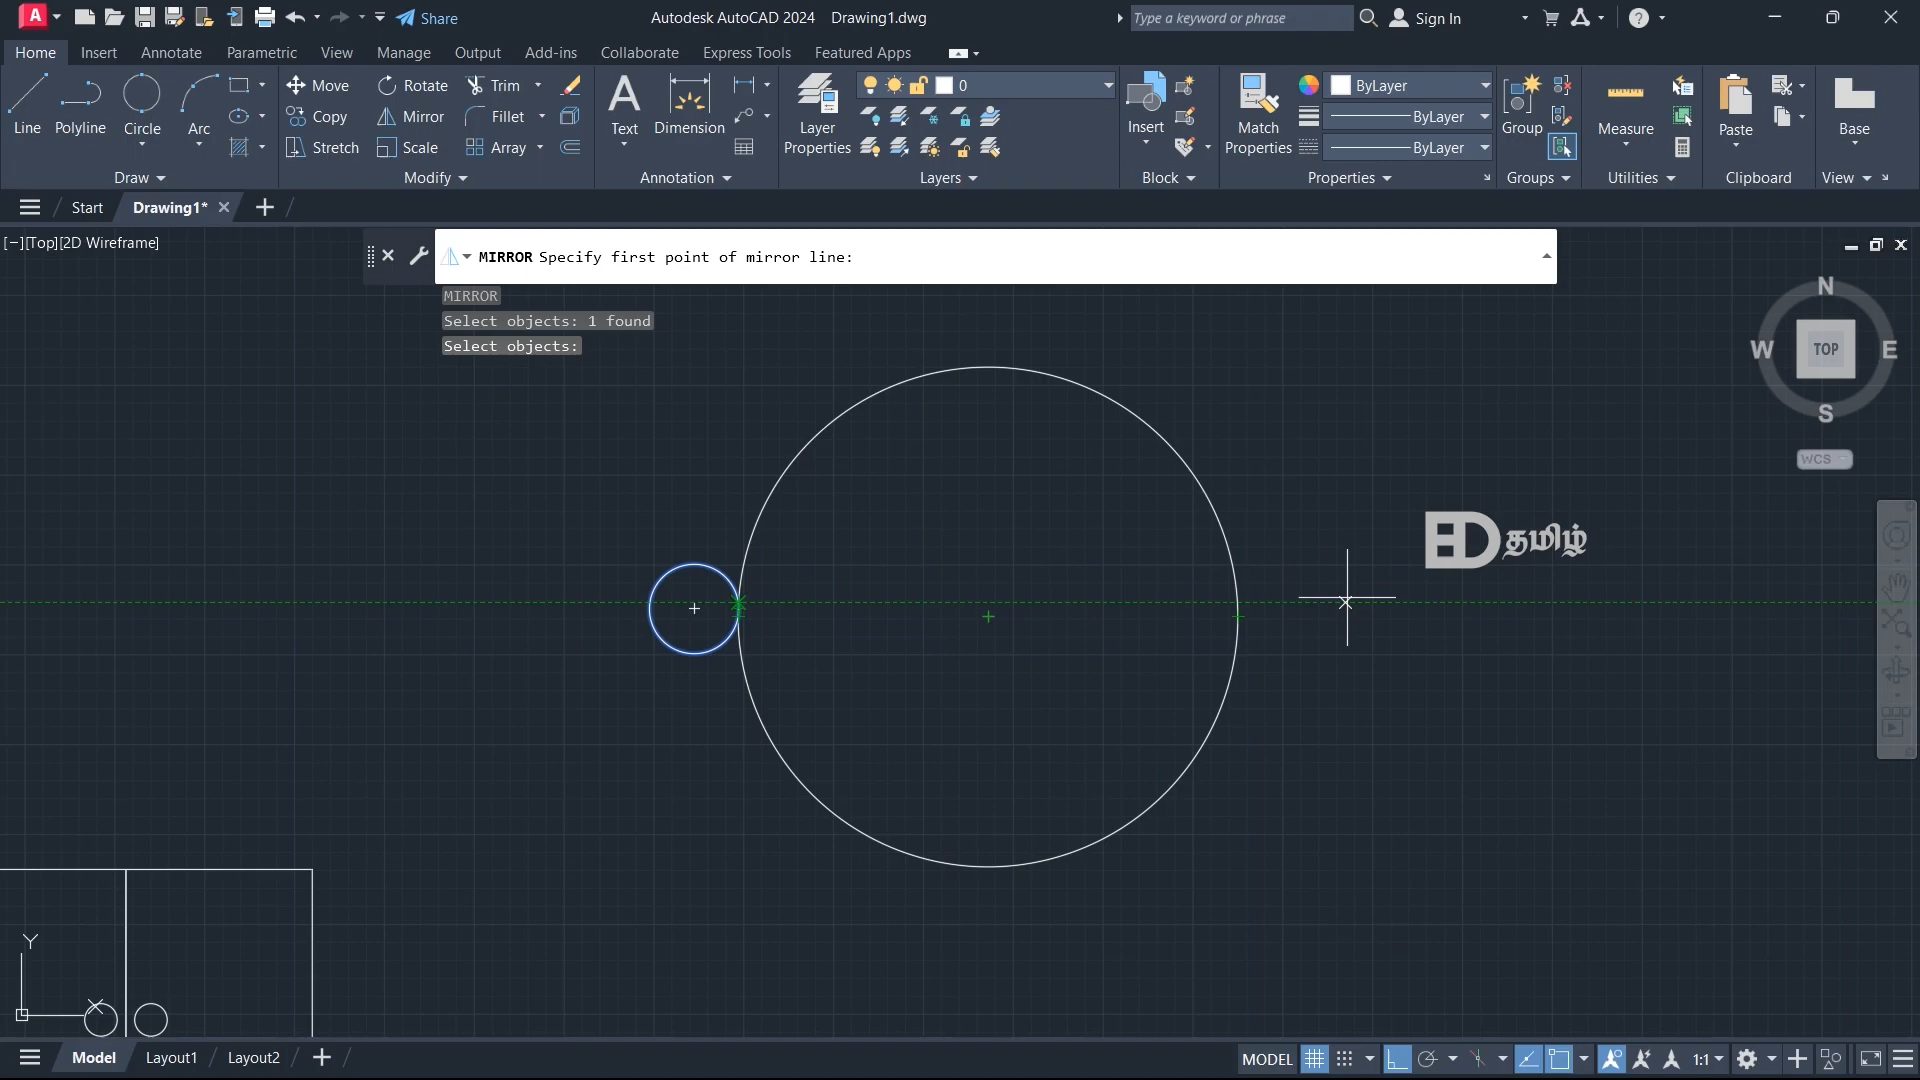 A Share Autodesk AutoCAD 2024 Drawing1.dwg Type a keyword or phrase Sign In
Home Insert Annotate Parametric View Manage Output Add-ins Collaborate Express Tools Featured Apps
Move Rotate Trim 0 ByLayer
Copy Mirror Fillet ByLayer
Line Polyline Circle Arc Text Dimension Layer Properties Insert Match Properties Group Measure Paste Base
Stretch Scale Array ByLayer
Draw Modify Annotation Layers Block Properties Groups Utilities Clipboard View
Start Drawing1*
[−][Top][2D Wireframe]
MIRROR Specify first point of mirror line:
MIRROR
Select objects: 1 found
Select objects:
N
W TOP E
S
WCS
ED தமிழ்
Y
X
Model Layout1 Layout2 MODEL 1:1